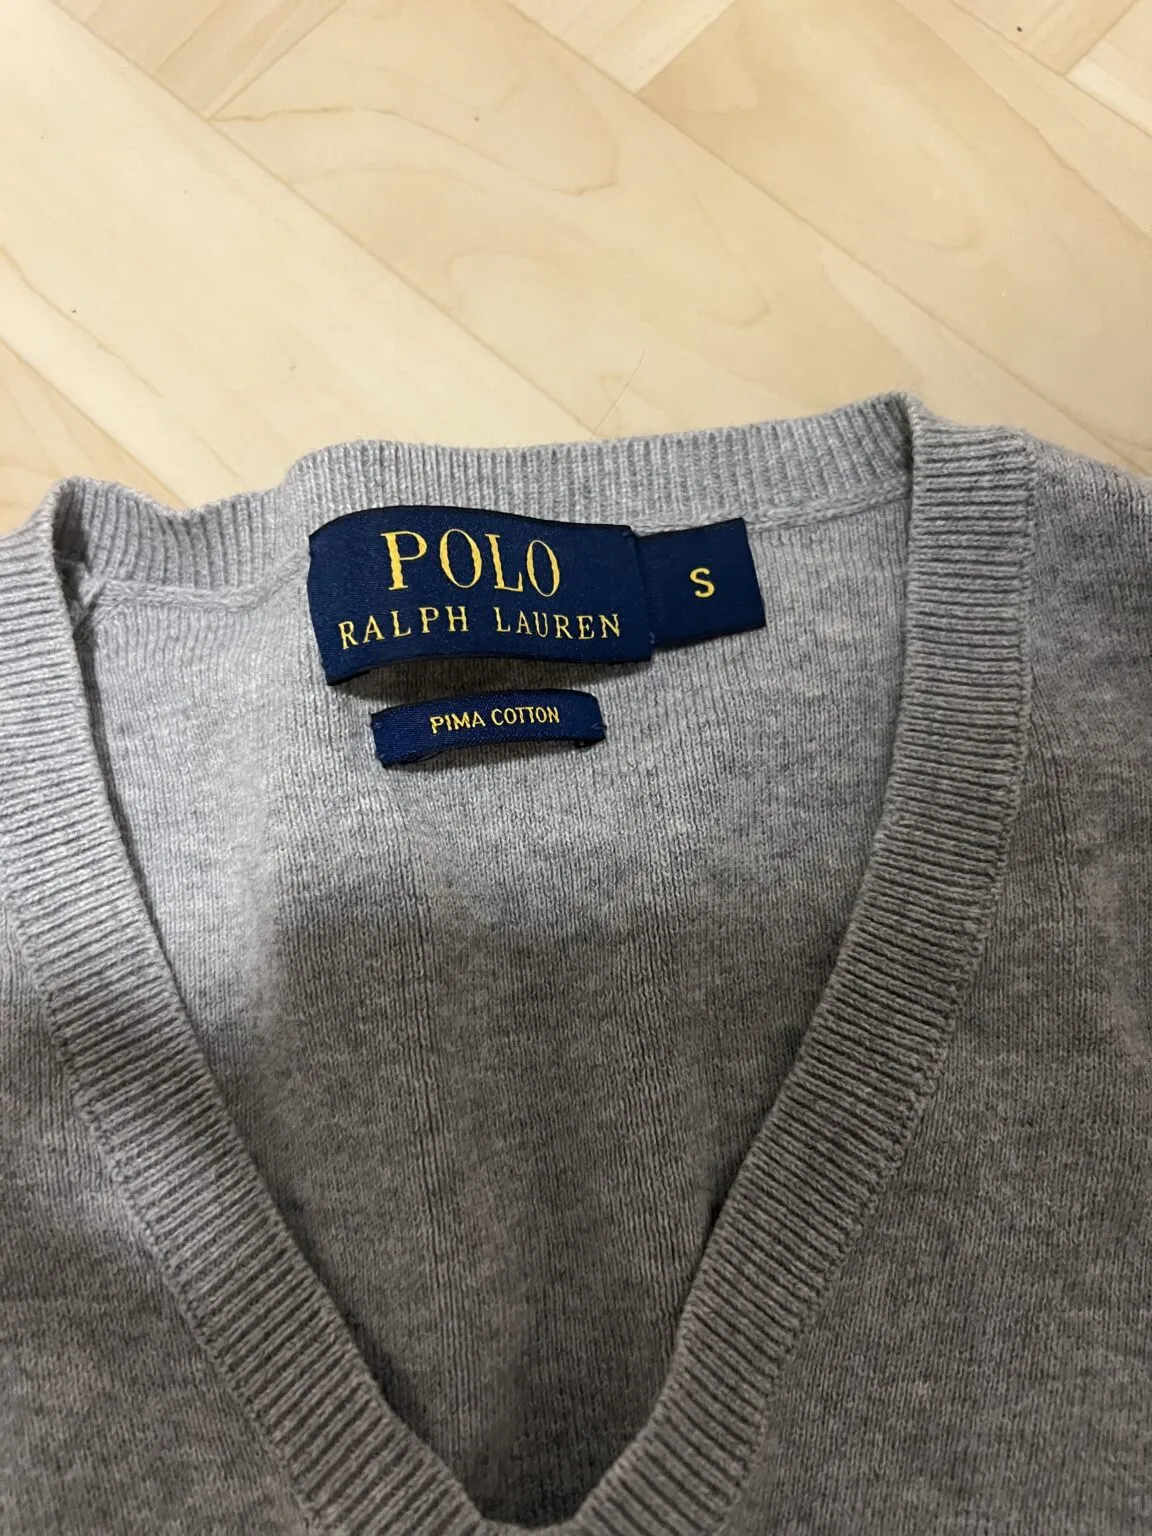 POLO
RALPH LAUREN
S
PIMA COTTON